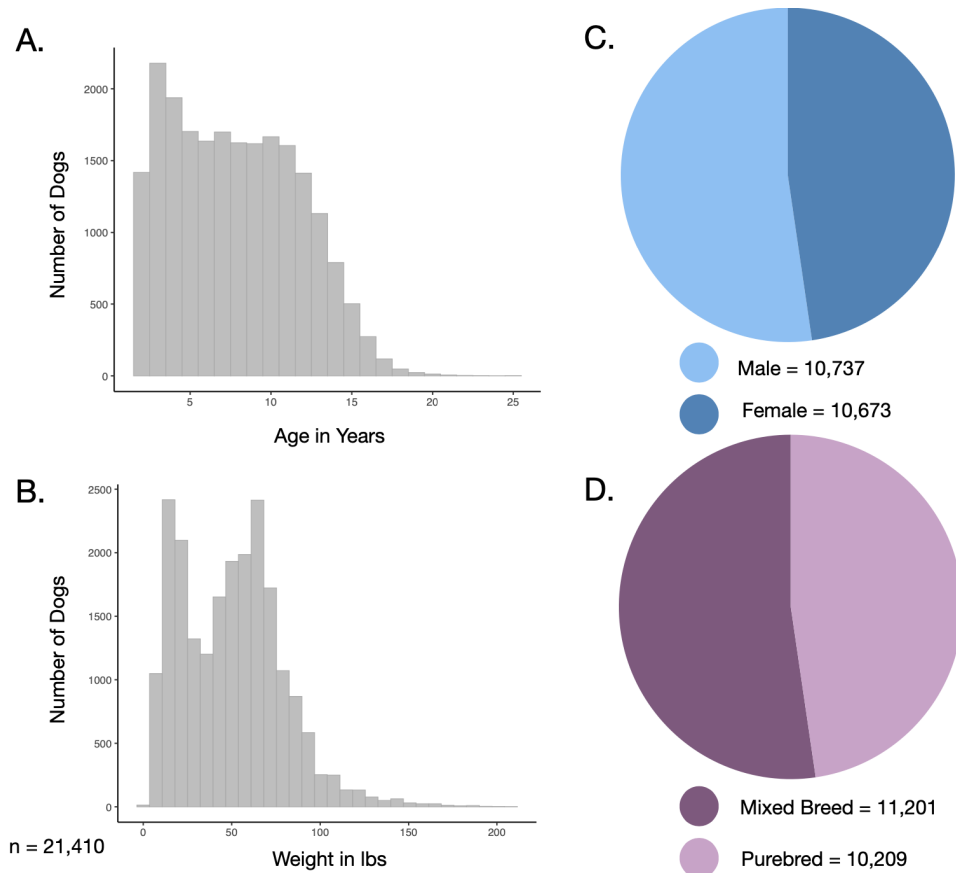 A.
Number of Dogs
2000
1500
1000
500
0
5
10
15
20
25
Age in Years
B.
Number of Dogs
2500
2000
1500
1000
500
0
0
50
100
150
200
Weight in lbs
n = 21,410
C.
Male = 10,737
Female = 10,673
D.
Mixed Breed = 11,201
Purebred = 10,209